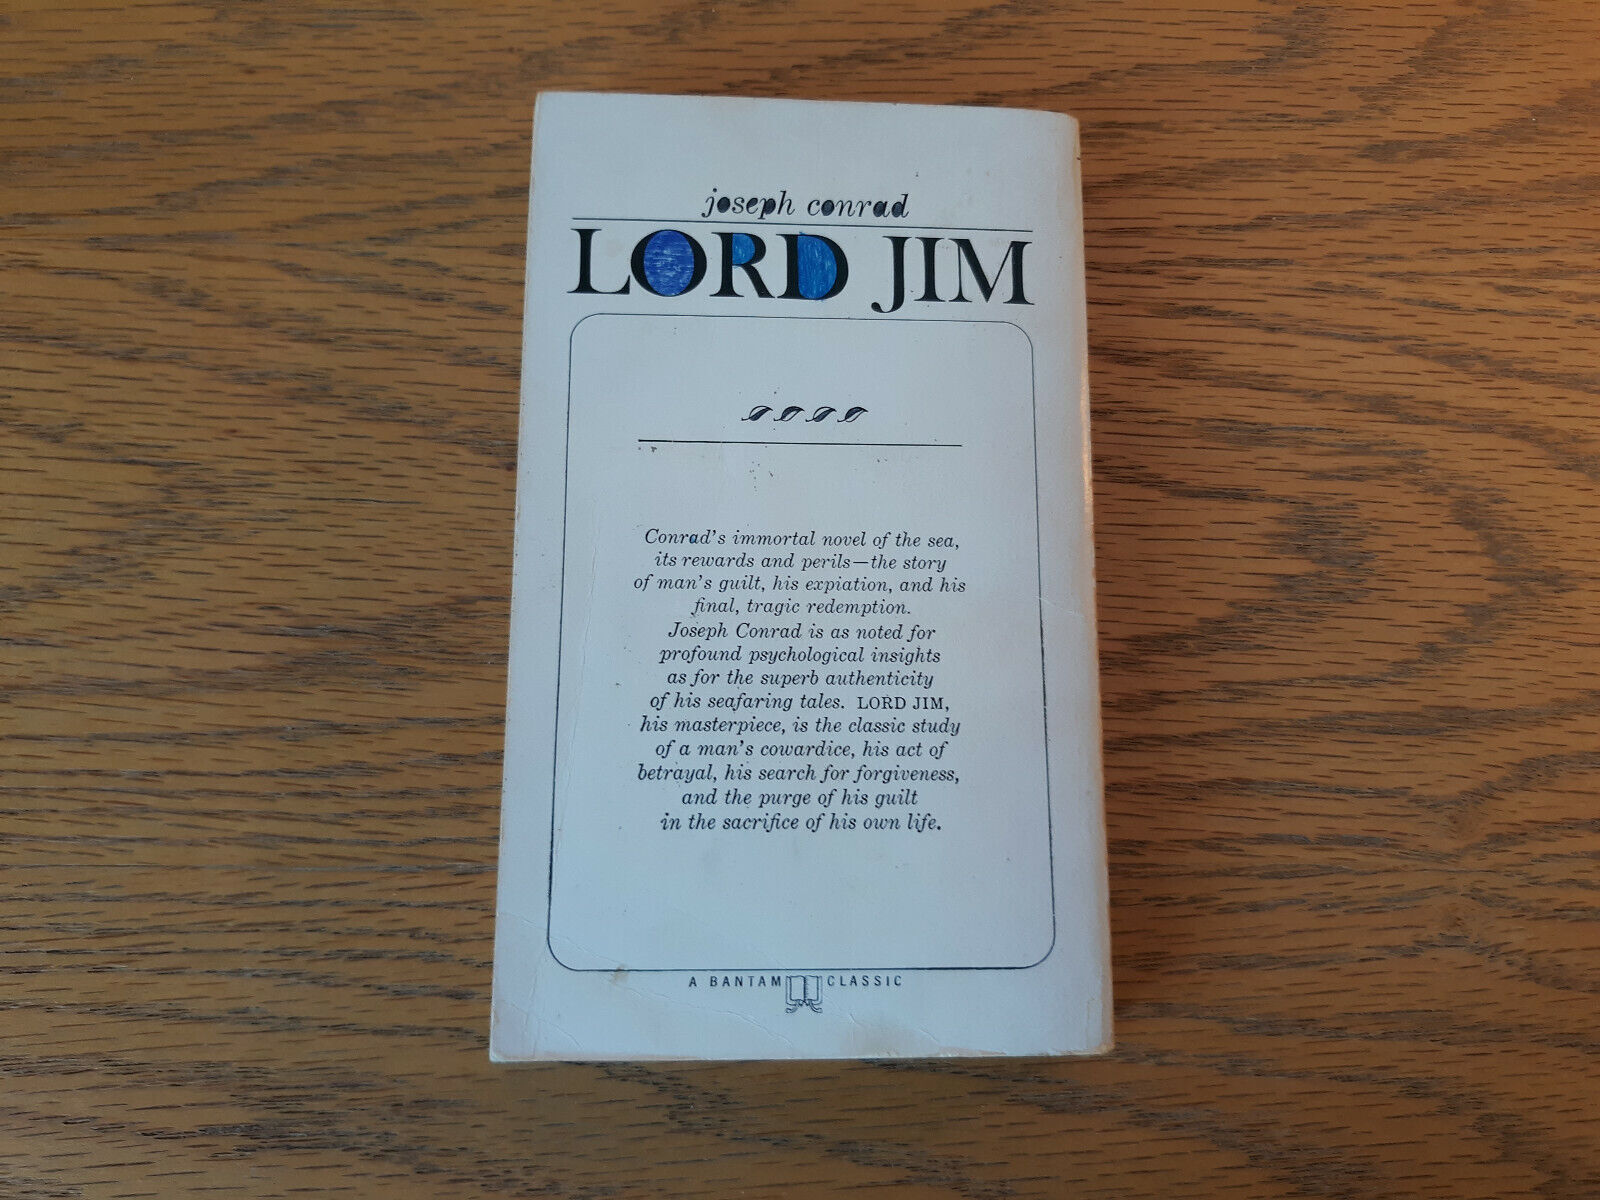 joseph conrad
LORD JIM
Conrad's immortal novel of the sea,
its rewards and perils—the story
of man's guilt, his expiation, and his
final, tragic redemption.
Joseph Conrad is as noted for
profound psychological insights
as for the superb authenticity
of his seafaring tales. LORD JIM,
his masterpiece, is the classic study
of a man's cowardice, his act of
betrayal, his search for forgiveness,
and the purge of his guilt
in the sacrifice of his own life.
A BANTAM CLASSIC